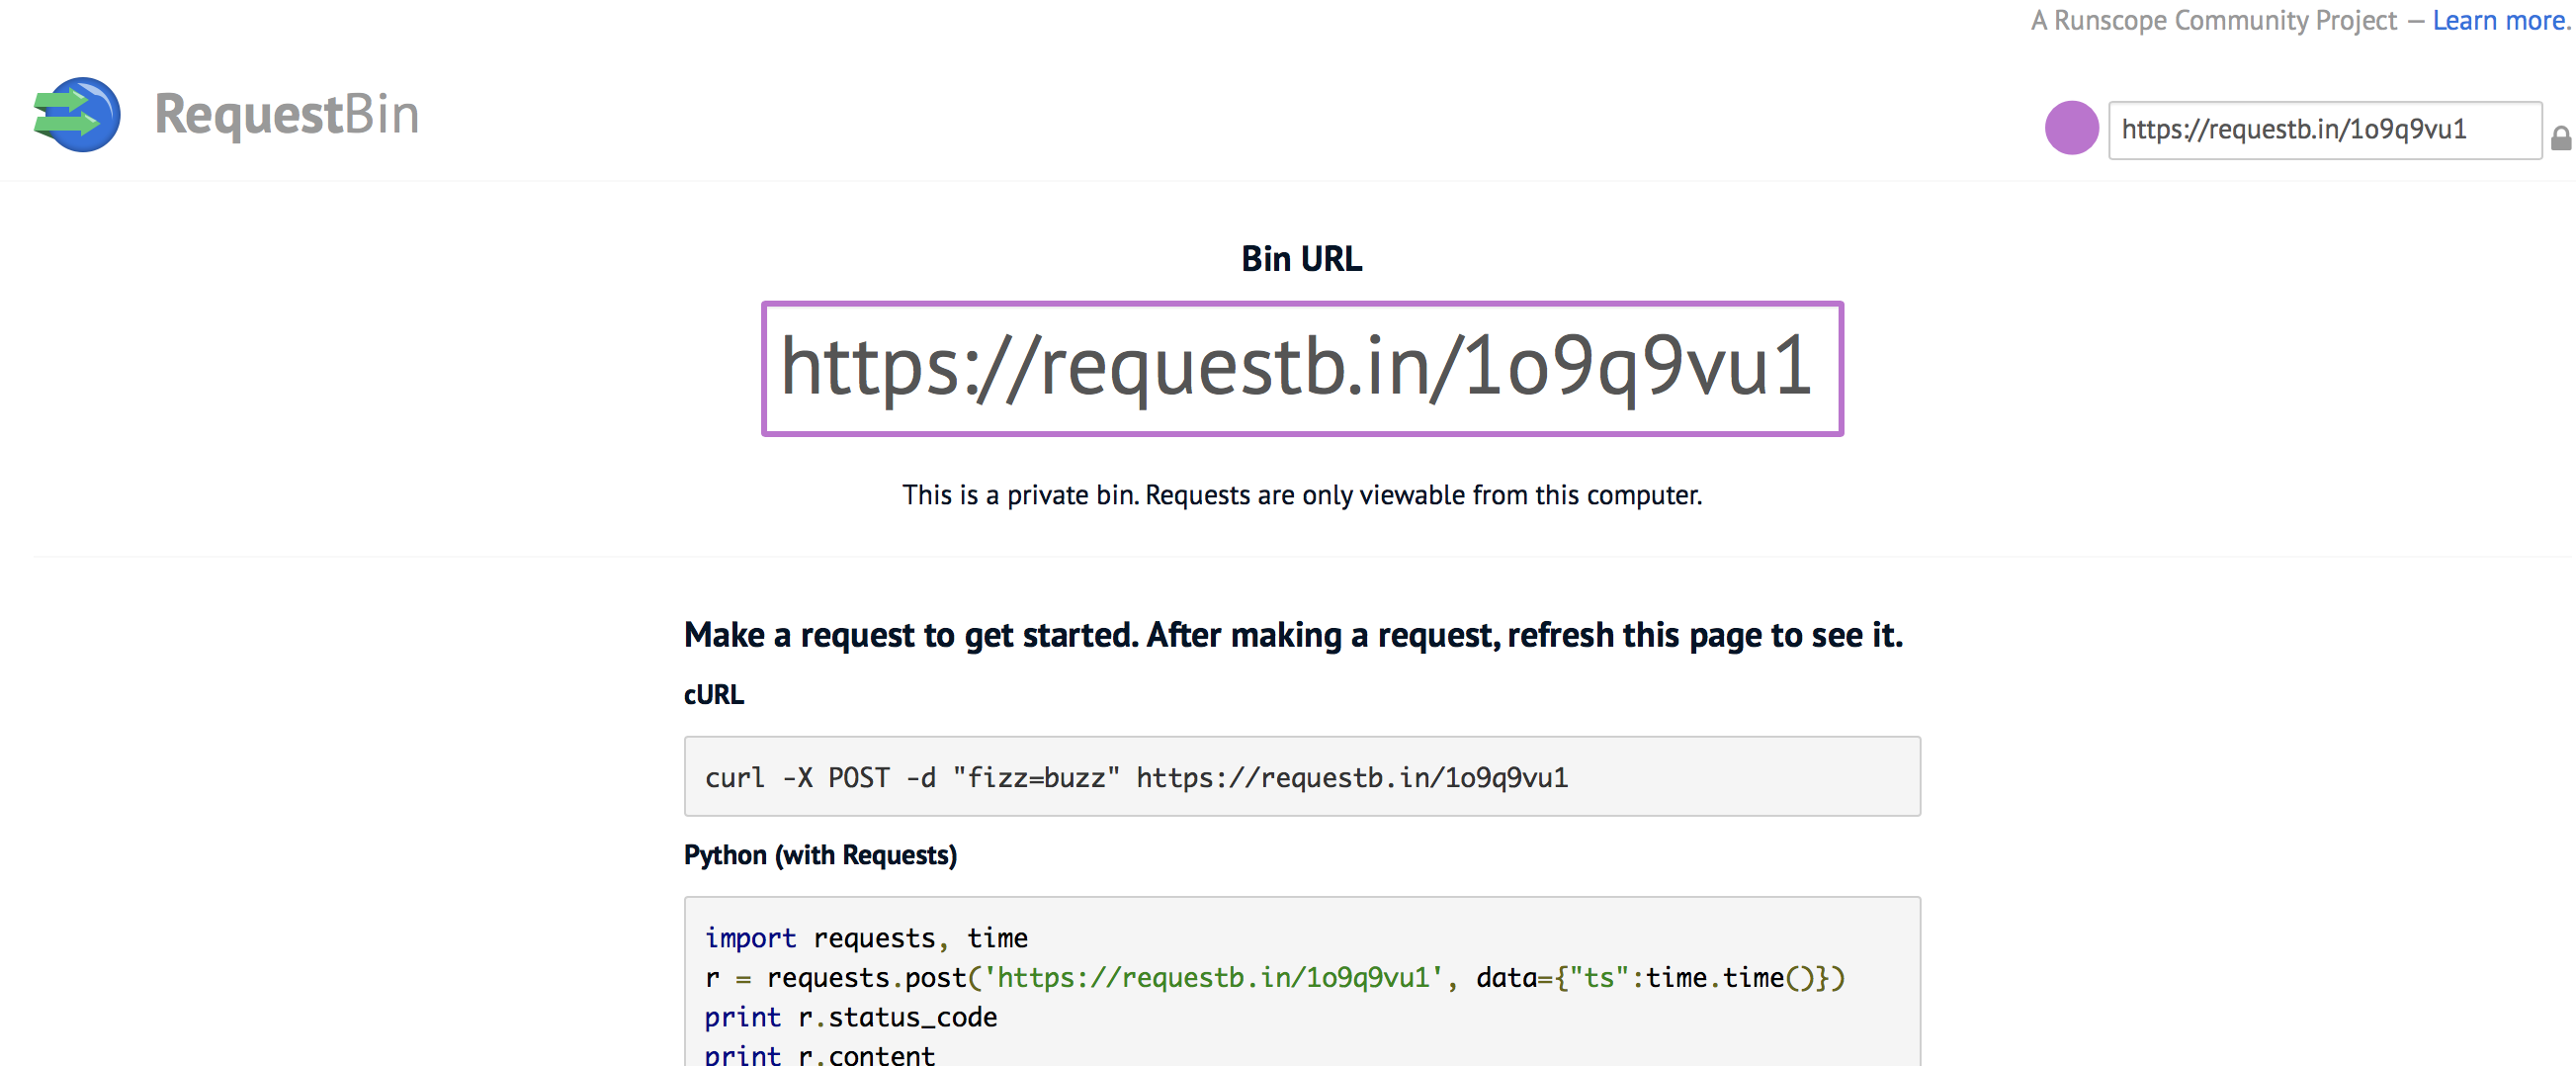 A Runscope Community Project — Learn more.
RequestBin
https://requestb.in/1o9q9vu1
Bin URL
https://requestb.in/1o9q9vu1
This is a private bin. Requests are only viewable from this computer.
Make a request to get started. After making a request, refresh this page to see it.
cURL
curl -X POST -d "fizz=buzz" https://requestb.in/1o9q9vu1
Python (with Requests)
import requests, time
r = requests.post('https://requestb.in/1o9q9vu1', data={"ts":time.time()})
print r.status_code
print r.content